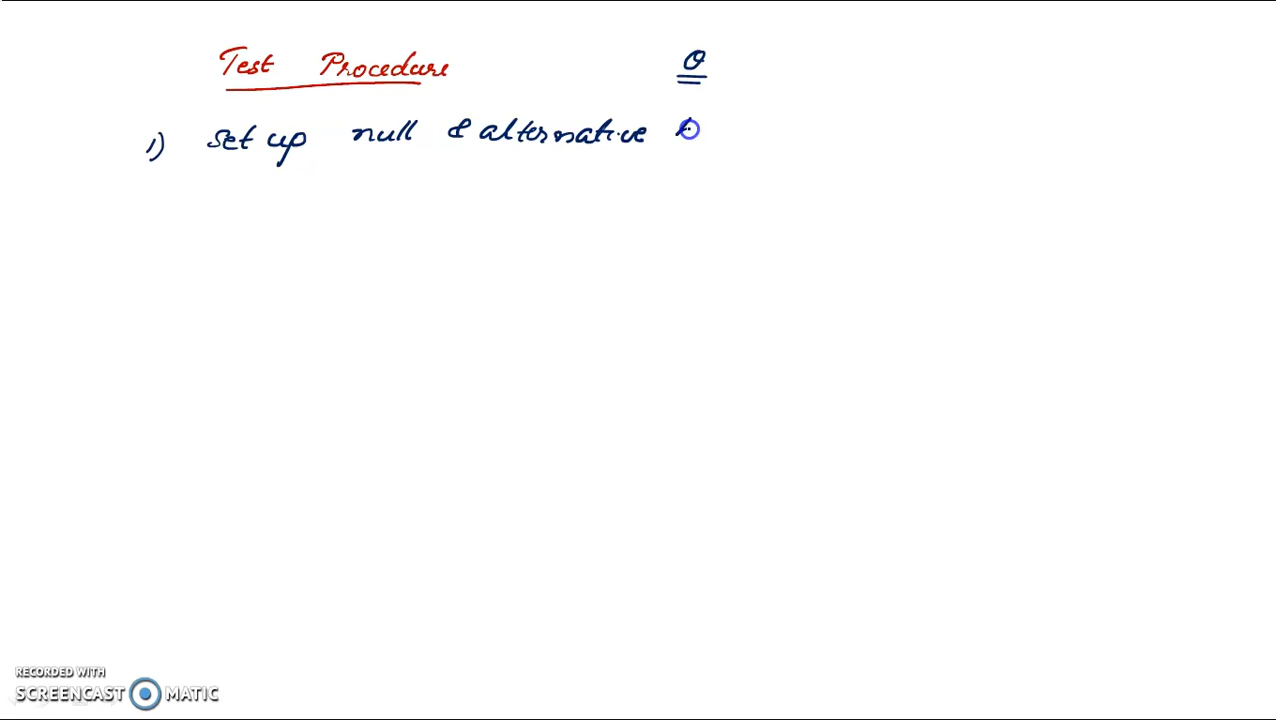 Test Procedure θ
1) Set up null & alternative
RECORDED WITH
SCREENCAST MATIC